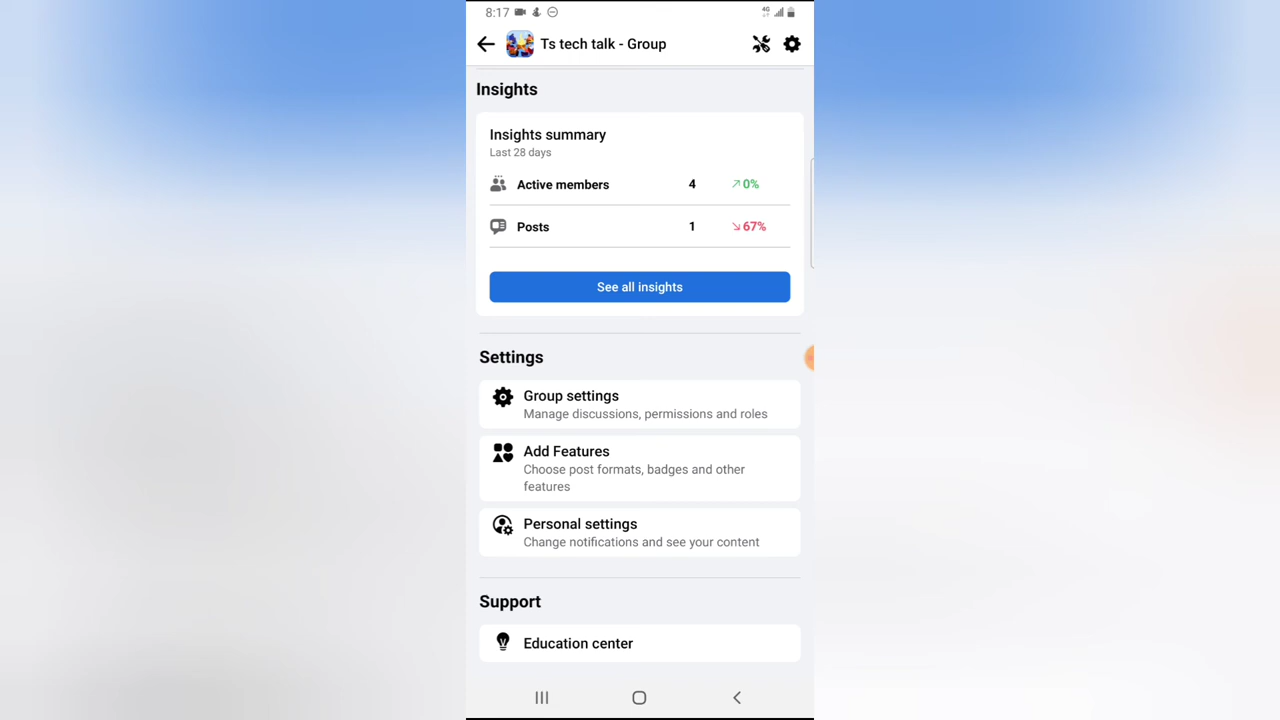 8:17
4G
Ts tech talk - Group
Insights
Insights summary
Last 28 days
Active members 4 0%
Posts 1 67%
See all insights
Settings
Group settings
Manage discussions, permissions and roles
Add Features
Choose post formats, badges and other
features
Personal settings
Change notifications and see your content
Support
Education center